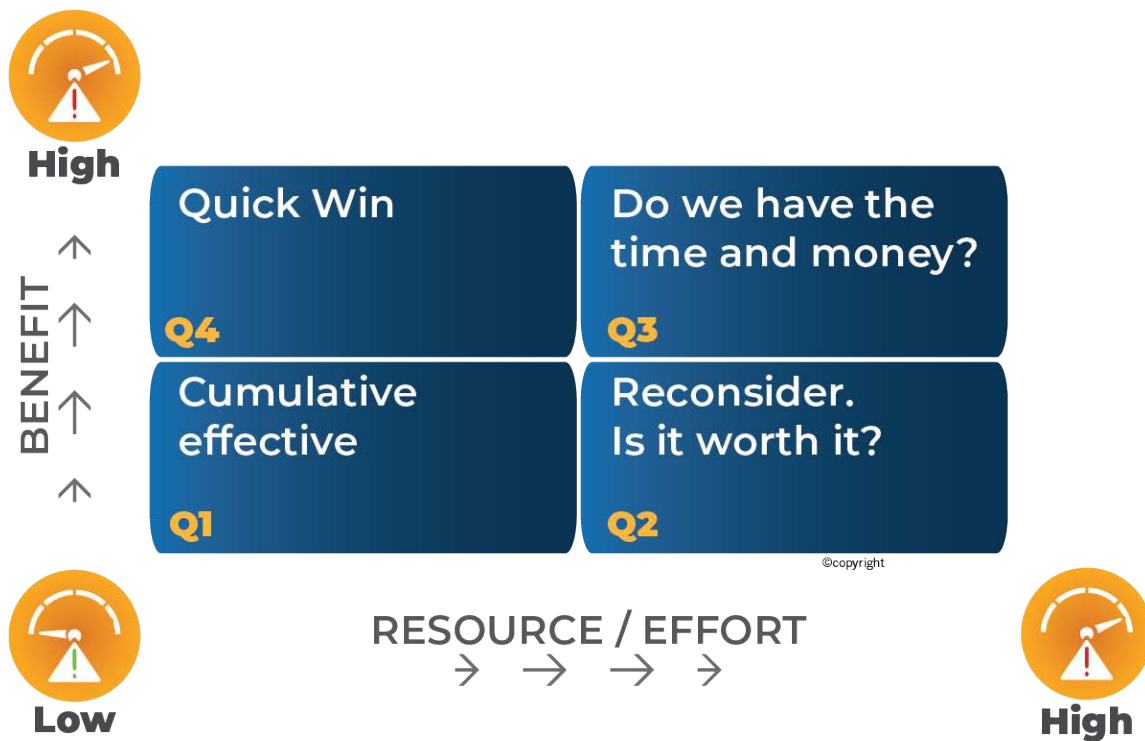 High
Quick Win
Q4
Do we have the
time and money?
Q3
BENEFIT
Cumulative
effective
Q1
Reconsider.
Is it worth it?
Q2
©copyright
RESOURCE / EFFORT
Low
High